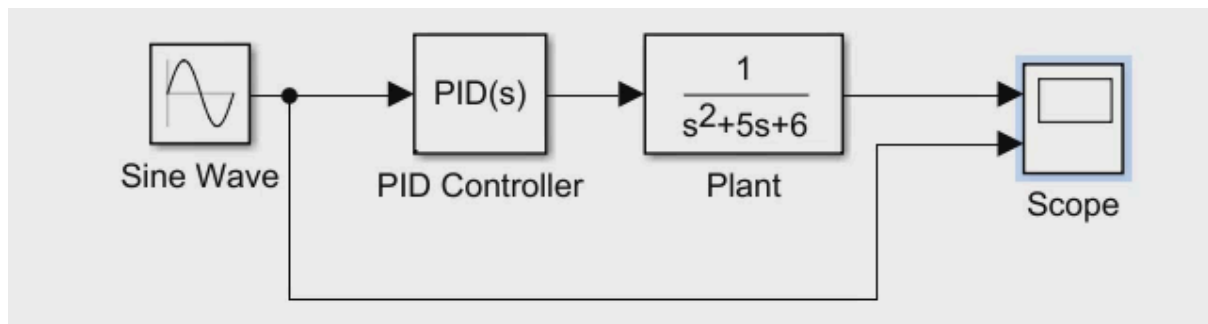 PID(s)
1
s²+5s+6
Sine Wave
PID Controller
Plant
Scope